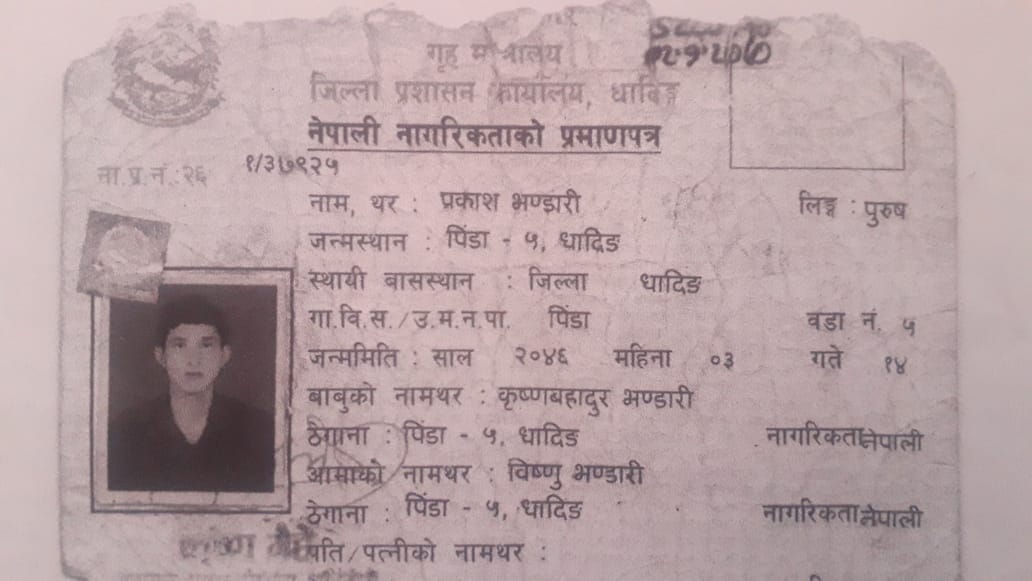 गृह मन्त्रालय
जिल्ला प्रशासन कार्यालय, धादिङ्ग
नेपाली नागरिकताको प्रमाणपत्र
ना.प्र.नं.:२६ १/३७९२५
नाम, थर : प्रकाश भण्डारी लिङ्ग : पुरुष
जन्मस्थान : पिंडा - ५, धादिङ
स्थायी बासस्थान : जिल्ला धादिङ
गा.वि.स./उ.म.न.पा. पिंडा वडा नं. ५
जन्ममिति : साल २०४६ महिना ०३ गते १४
बाबुको नामथर : कृष्णबहादुर भण्डारी
ठेगाना : पिंडा - ५, धादिङ नागरिकता नेपाली
आमाको नामथर : विष्णु भण्डारी
ठेगाना : पिंडा - ५, धादिङ नागरिकता नेपाली
पति/पत्नीको नामथर :